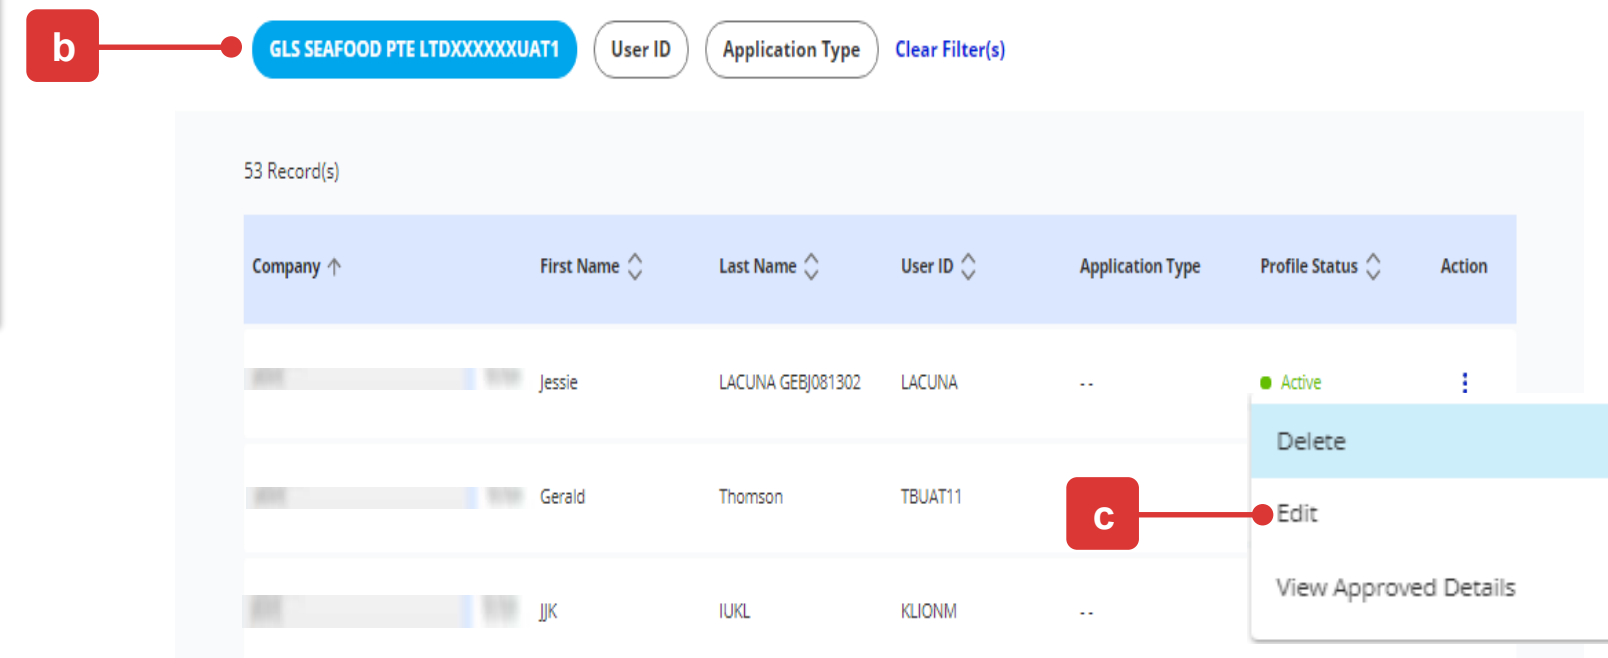 b
GLS SEAFOOD PTE LTDXXXXXXUAT1 User ID Application Type Clear Filter(s)
53 Record(s)
Company First Name Last Name User ID Application Type Profile Status Action
Jessie LACUNA GEBJ081302 LACUNA -- Active
Delete
Gerald Thomson TBUAT11
c Edit
View Approved Details
JJK IUKL KLIONM --